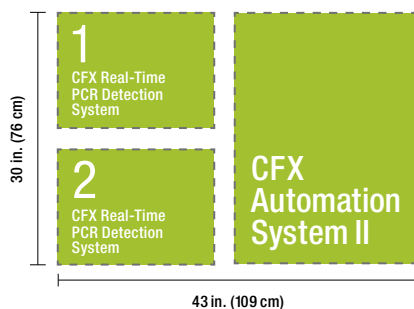 30 in. (76 cm)
1
CFX Real-Time
PCR Detection
System
2
CFX Real-Time
PCR Detection
System
CFX
Automation
System II
43 in. (109 cm)